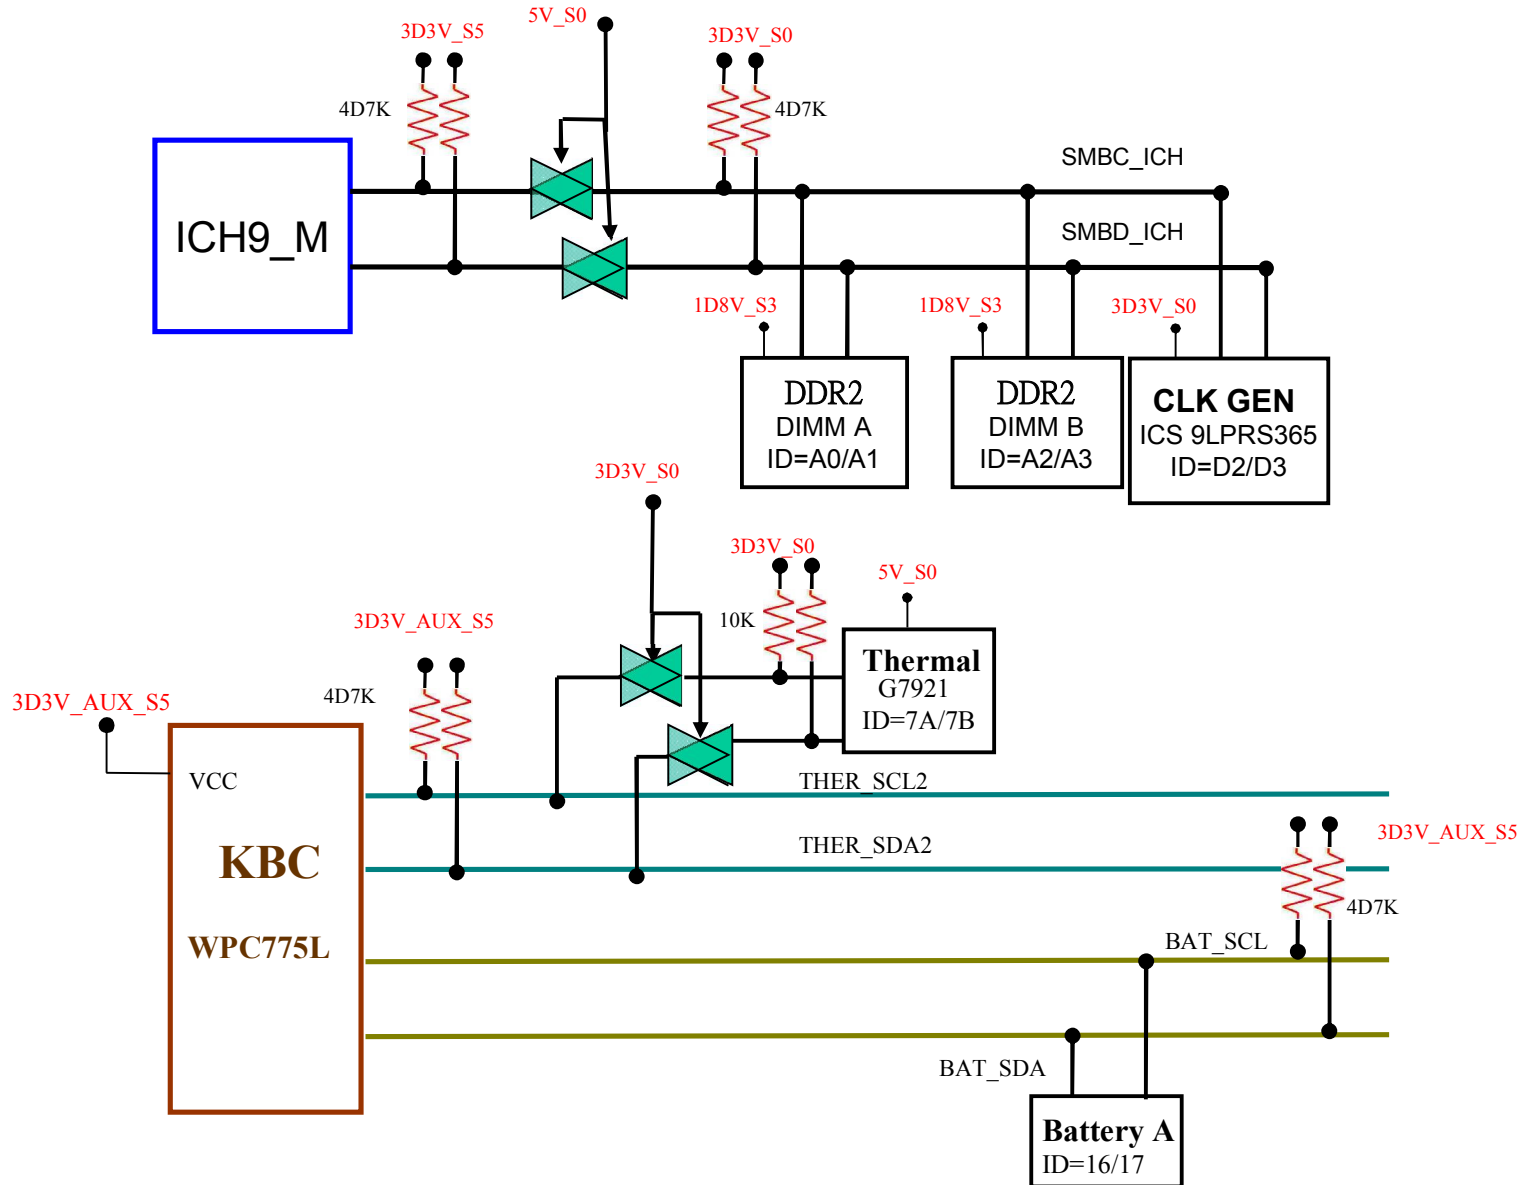 5V_S0
3D3V_S5
3D3V_S0
4D7K
4D7K
SMBC_ICH
ICH9_M
SMBD_ICH
1D8V_S3
1D8V_S3
3D3V_S0
DDR2
DIMM A
ID=A0/A1
DDR2
DIMM B
ID=A2/A3
CLK GEN
ICS 9LPRS365
ID=D2/D3
3D3V_S0
3D3V_S0
5V_S0
10K
3D3V_AUX_S5
Thermal
G7921
ID=7A/7B
4D7K
3D3V_AUX_S5
VCC
THER_SCL2
3D3V_AUX_S5
THER_SDA2
KBC
4D7K
WPC775L
BAT_SCL
BAT_SDA
Battery A
ID=16/17